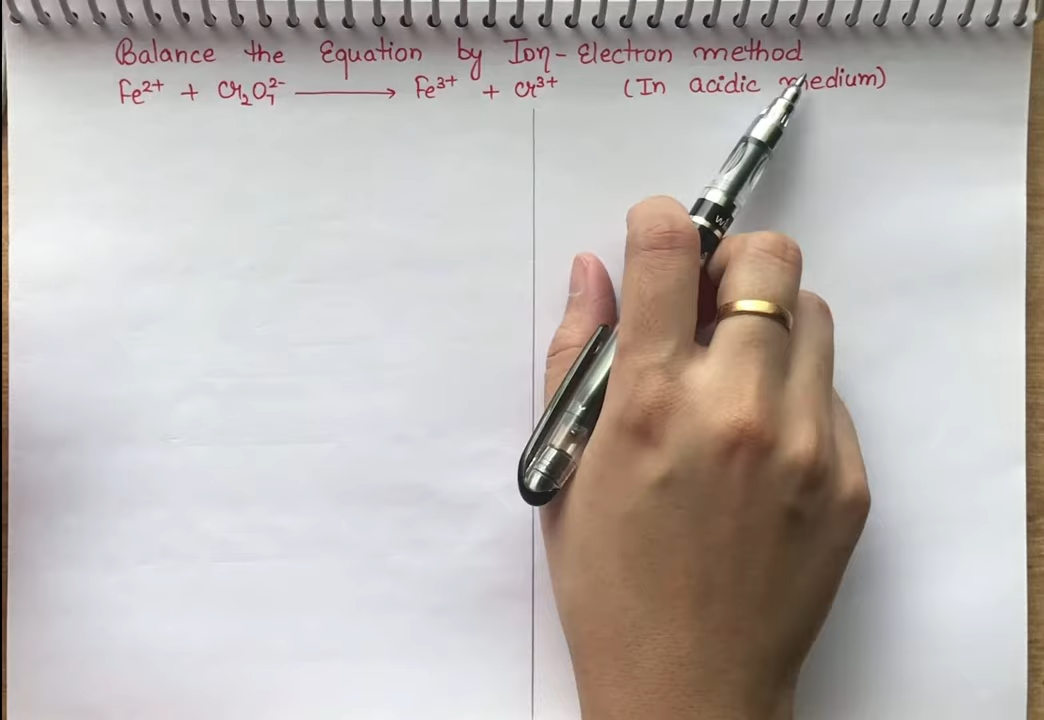 Balance the Equation by Ion-Electron method
Fe²⁺ + Cr₂O₇²⁻ ⟶ Fe³⁺ + Cr³⁺ (In acidic medium)